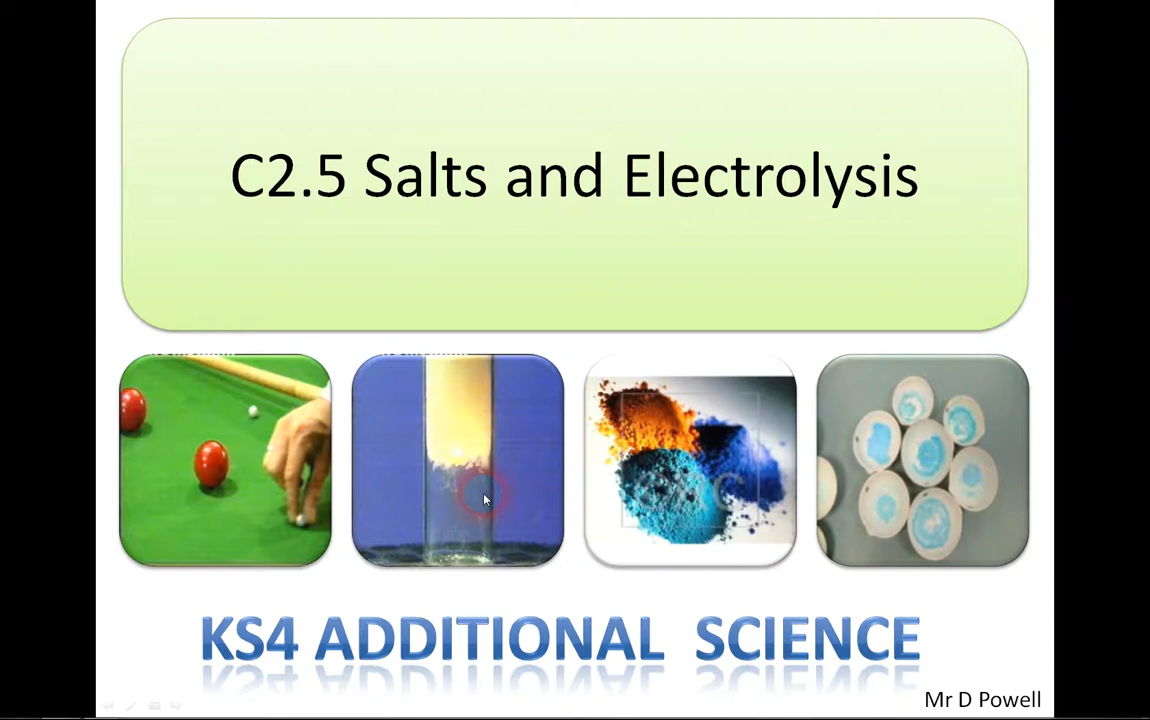 C2.5 Salts and Electrolysis
KS4 ADDITIONAL SCIENCE
Mr D Powell